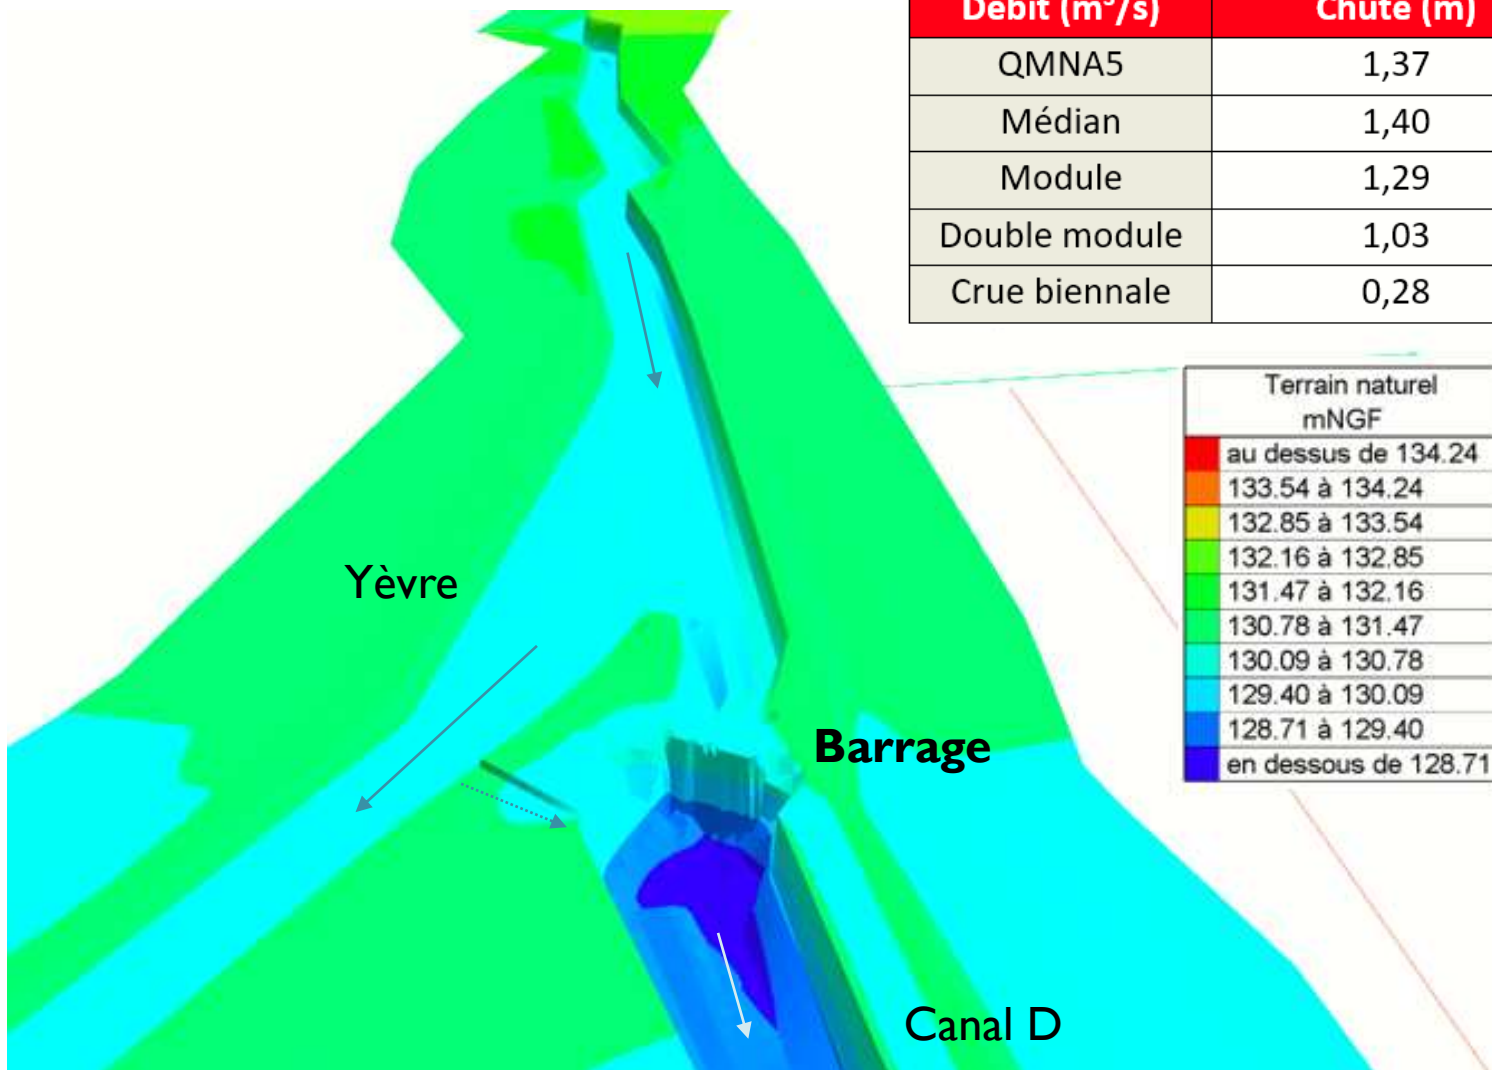 Débit (m³/s) Chute (m)
QMNA5 1,37
Médian 1,40
Module 1,29
Double module 1,03
Crue biennale 0,28
Terrain naturel
mNGF
au dessus de 134.24
133.54 à 134.24
132.85 à 133.54
132.16 à 132.85
131.47 à 132.16
130.78 à 131.47
130.09 à 130.78
129.40 à 130.09
128.71 à 129.40
en dessous de 128.71
Yèvre
Barrage
Canal D